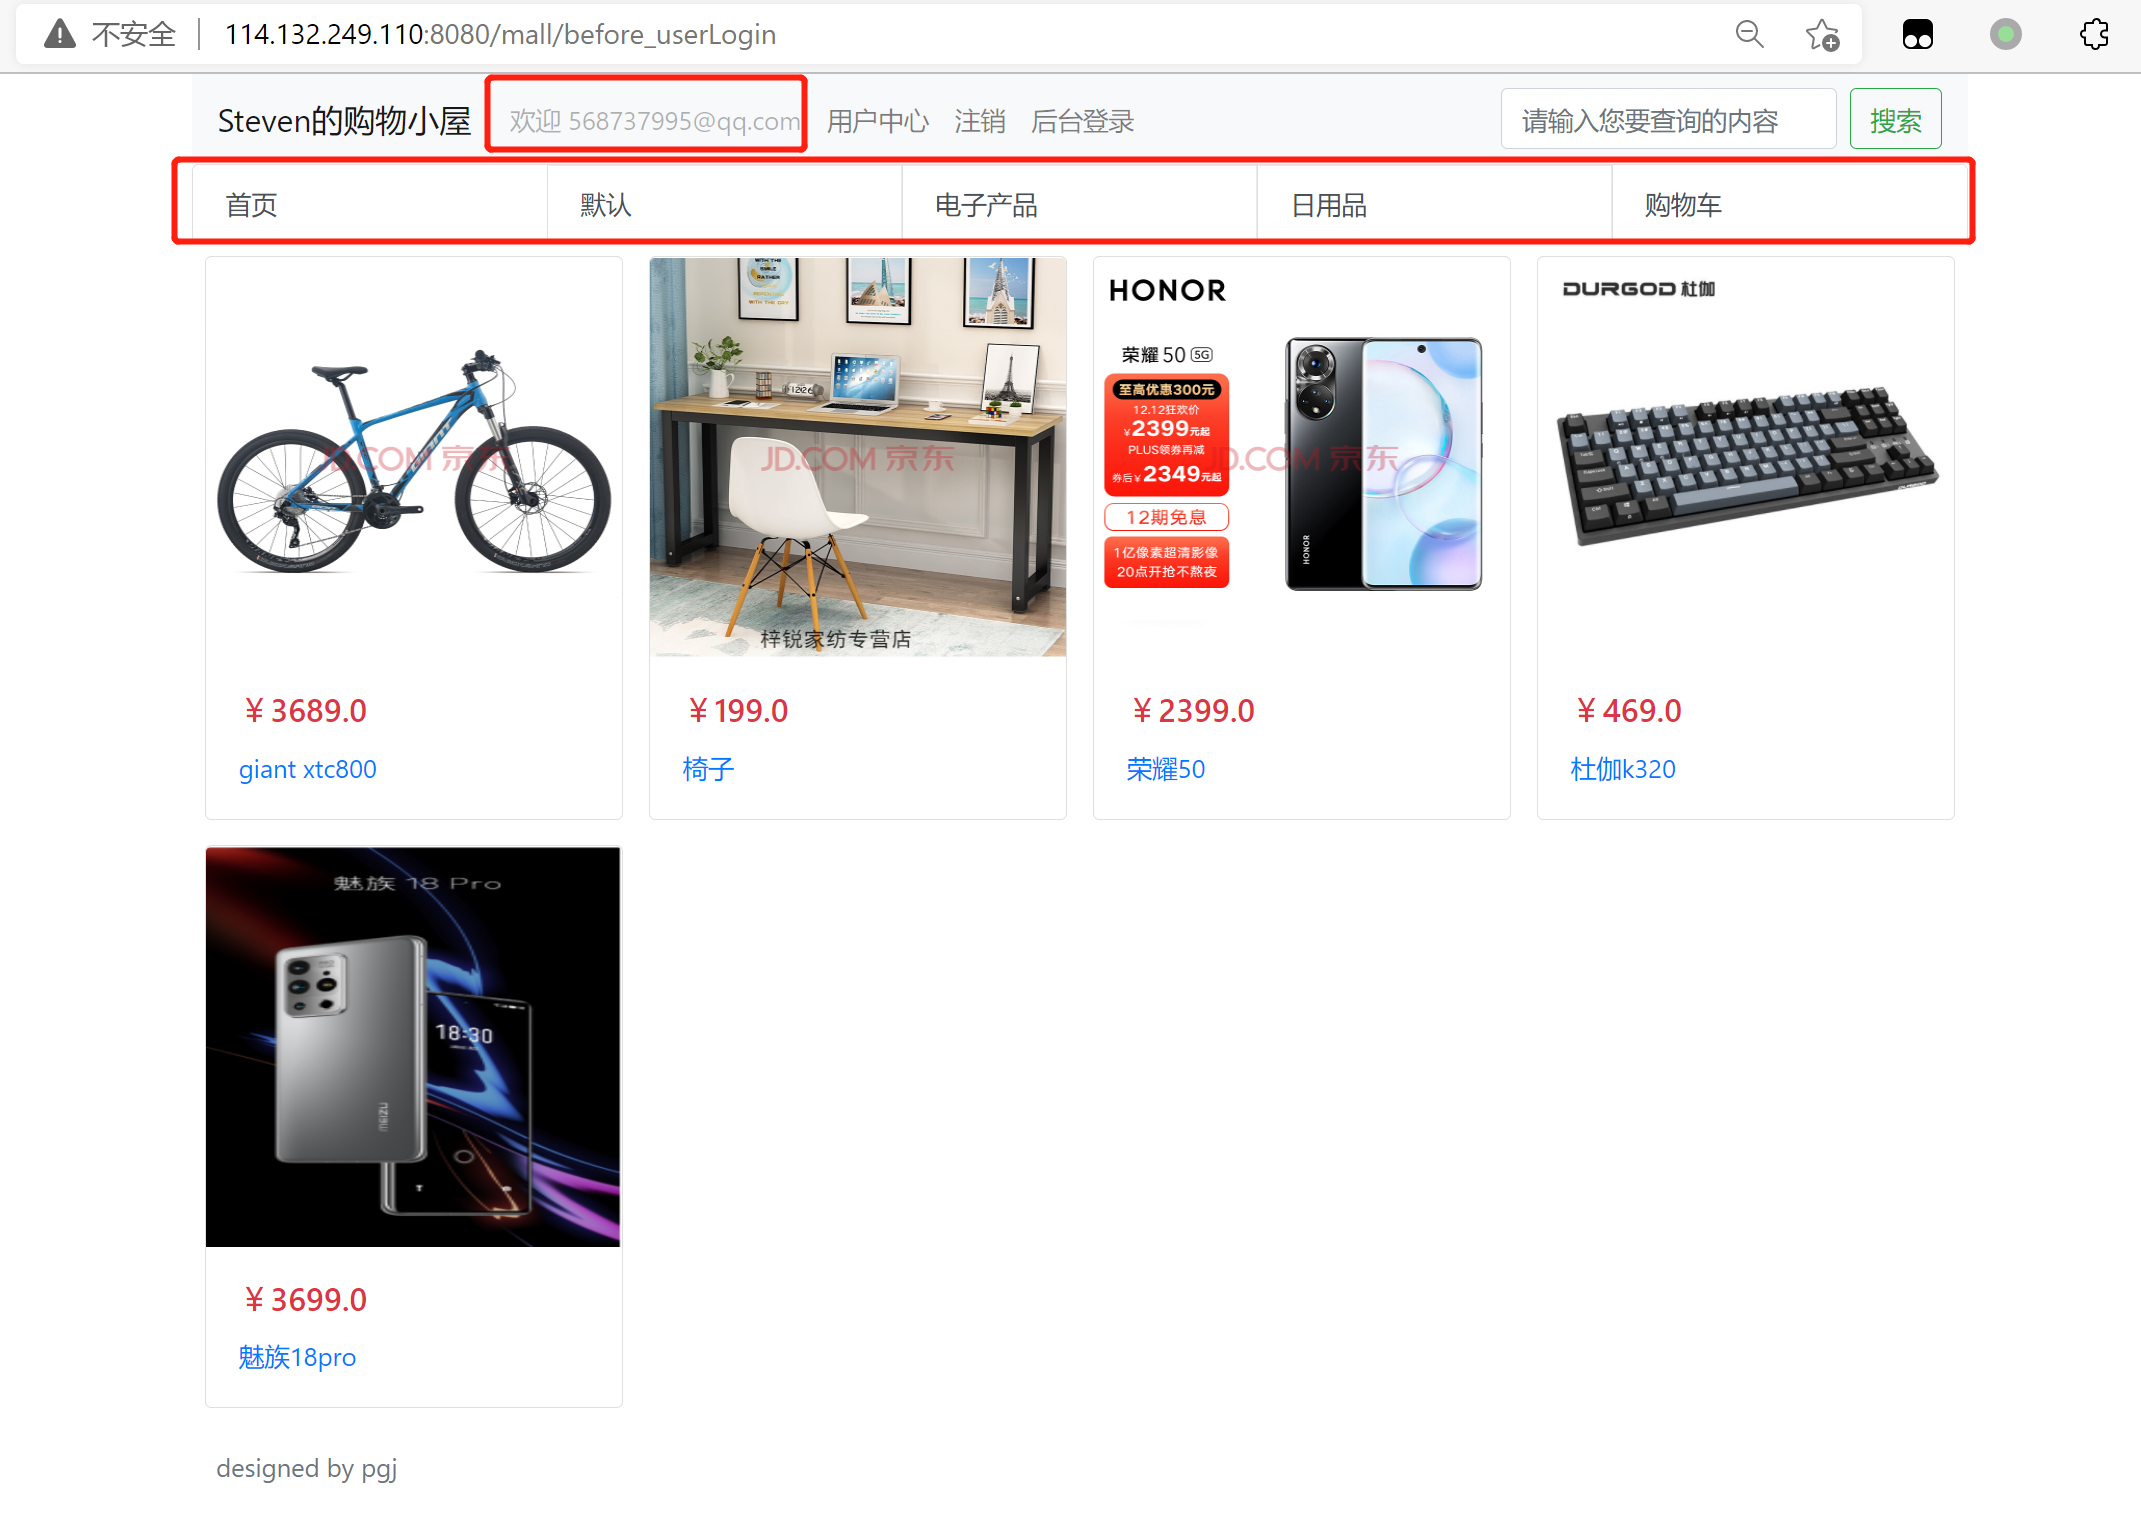 不安全 114.132.249.110:8080/mall/before_userLogin
Steven的购物小屋 欢迎 568737995@qq.com 用户中心 注销 后台登录 请输入您要查询的内容 搜索
首页 默认 电子产品 日用品 购物车
JD.COM 京东
¥3689.0
giant xtc800
JD.COM 京东
梓锐家纺专营店
¥199.0
椅子
HONOR
荣耀50 5G
至高优惠300元
12.12狂欢价
¥2399元起
PLUS领券再减
券后¥2349元起
12期免息
1亿像素超清影像
20点开抢不熬夜
JD.COM 京东
HONOR
¥2399.0
荣耀50
DURGOD 杜伽
¥469.0
杜伽k320
魅族 18 Pro
18:30
MEIZU
¥3699.0
魅族18pro
designed by pgj